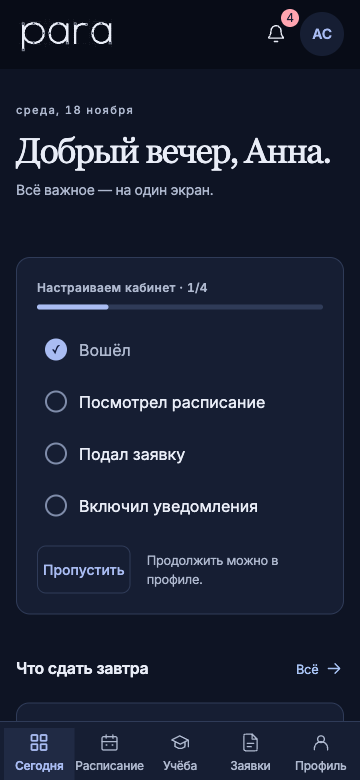 para
4
АС
среда, 18 ноября
Добрый вечер, Анна.
Всё важное — на один экран.
Настраиваем кабинет · 1/4
Вошёл
Посмотрел расписание
Подал заявку
Включил уведомления
Пропустить
Продолжить можно в
профиле.
Что сдать завтра
Всё →
Сегодня
Расписание
Учёба
Заявки
Профиль